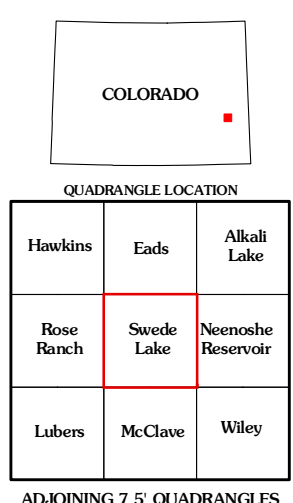 COLORADO
QUADRANGLE LOCATION
Hawkins
Eads
Alkali
Lake
Rose
Ranch
Swede
Lake
Neenoshe
Reservoir
Lubers
McClave
Wiley
ADJOINING 7.5' QUADRANGLES